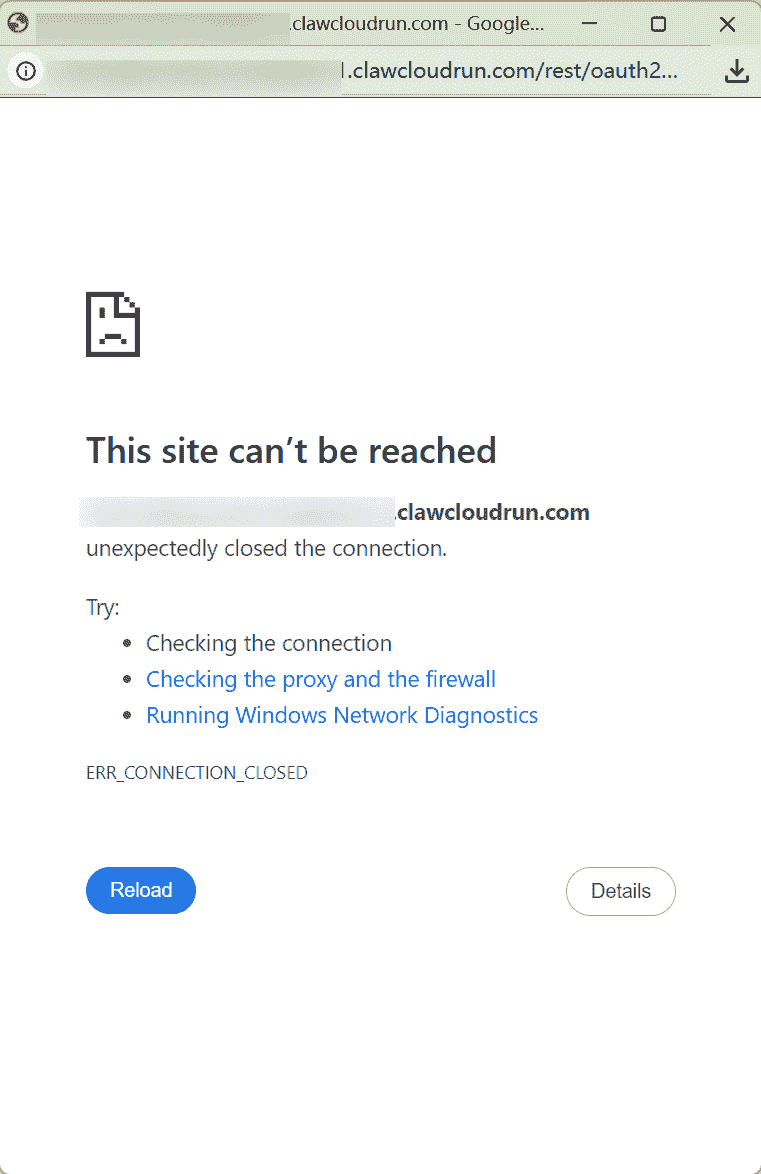 .clawcloudrun.com - Google...
.clawcloudrun.com/rest/oauth2...
This site can’t be reached
.clawcloudrun.com
unexpectedly closed the connection.
Try:
Checking the connection
Checking the proxy and the firewall
Running Windows Network Diagnostics
ERR_CONNECTION_CLOSED
Reload
Details